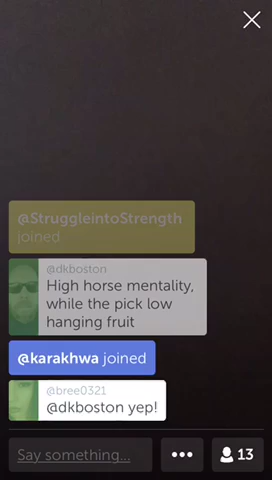 @StruggleintoStrength
joined
@dkboston
High horse mentality,
while the pick low
hanging fruit
@karakhwa joined
@bree0321
@dkboston yep!
Say something...
13